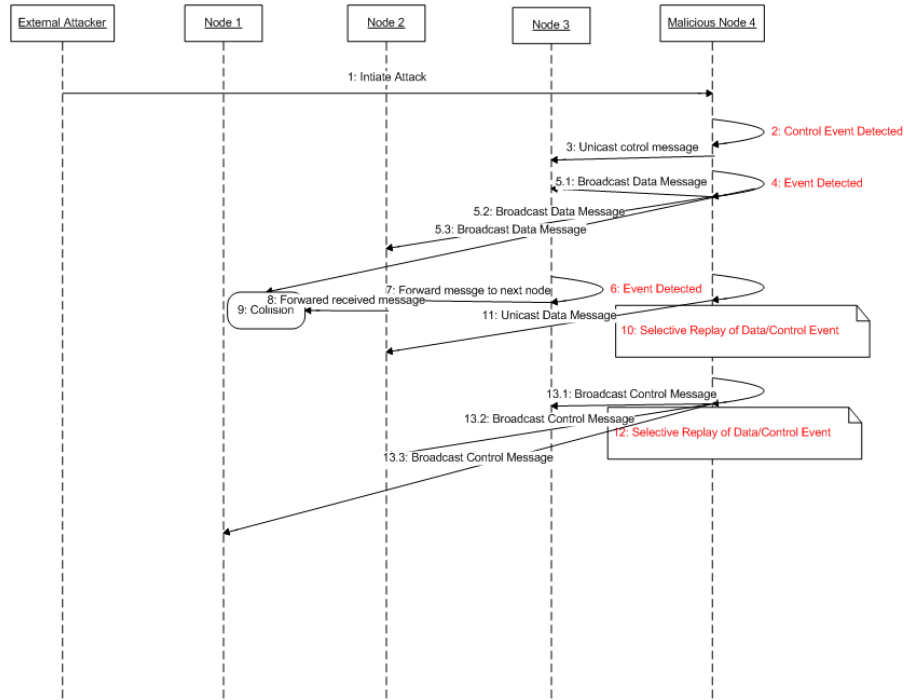 External Attacker
Node 1
Node 2
Node 3
Malicious Node 4
1: Intiate Attack
2: Control Event Detected
3: Unicast cotrol message
5.1: Broadcast Data Message
4: Event Detected
5.2: Broadcast Data Message
5.3: Broadcast Data Message
7: Forward messge to next node
6: Event Detected
8: Forwared received message
9: Collision
11: Unicast Data Message
10: Selective Replay of Data/Control Event
13.1: Broadcast Control Message
13.2: Broadcast Control Message
12: Selective Replay of Data/Control Event
13.3: Broadcast Control Message